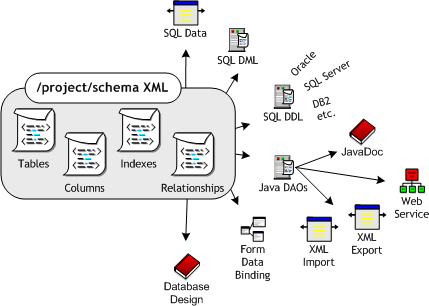 SQL Data
SQL DML
Oracle
SQL Server
DB2
etc.
SQL DDL
/project/schema XML
Tables
Columns
Indexes
Relationships
Java DAOs
JavaDoc
Web
Service
XML
Export
XML
Import
Form
Data
Binding
Database
Design